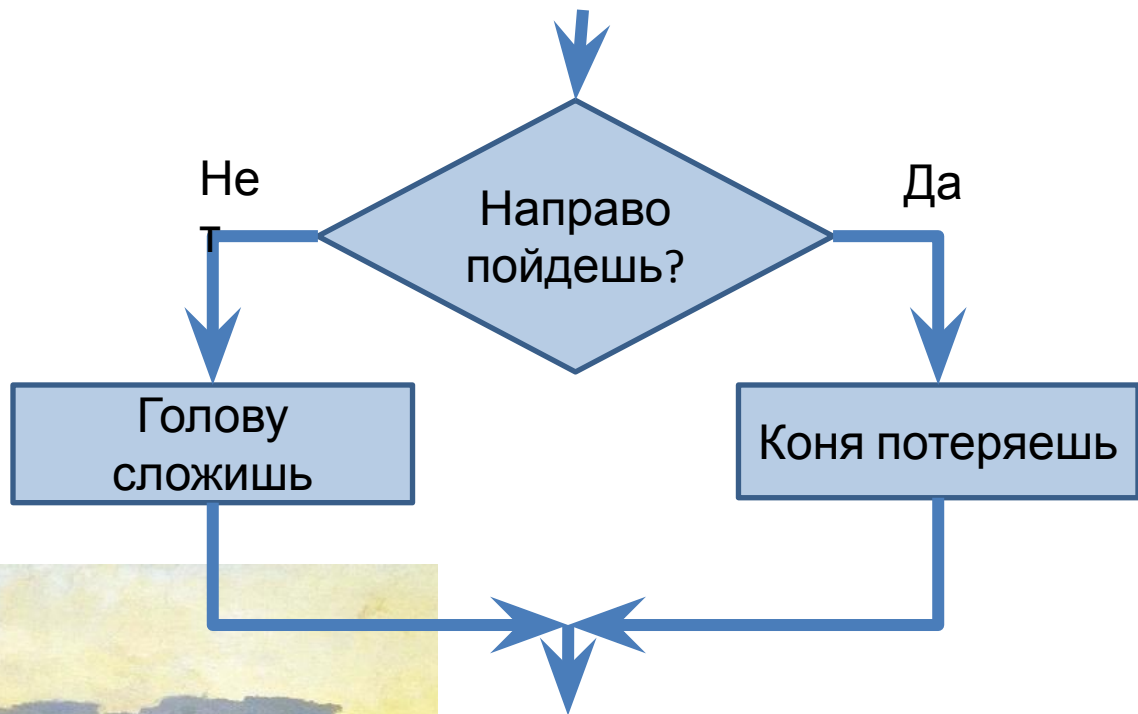 Не
т
Да
Направо
пойдешь?
Голову
сложишь
Коня потеряешь